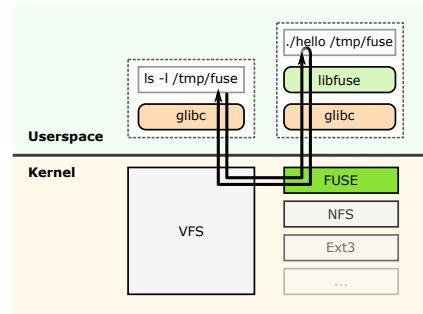 ./hello /tmp/fuse
ls -l /tmp/fuse
libfuse
glibc
glibc
Userspace
Kernel
FUSE
VFS
NFS
Ext3
...